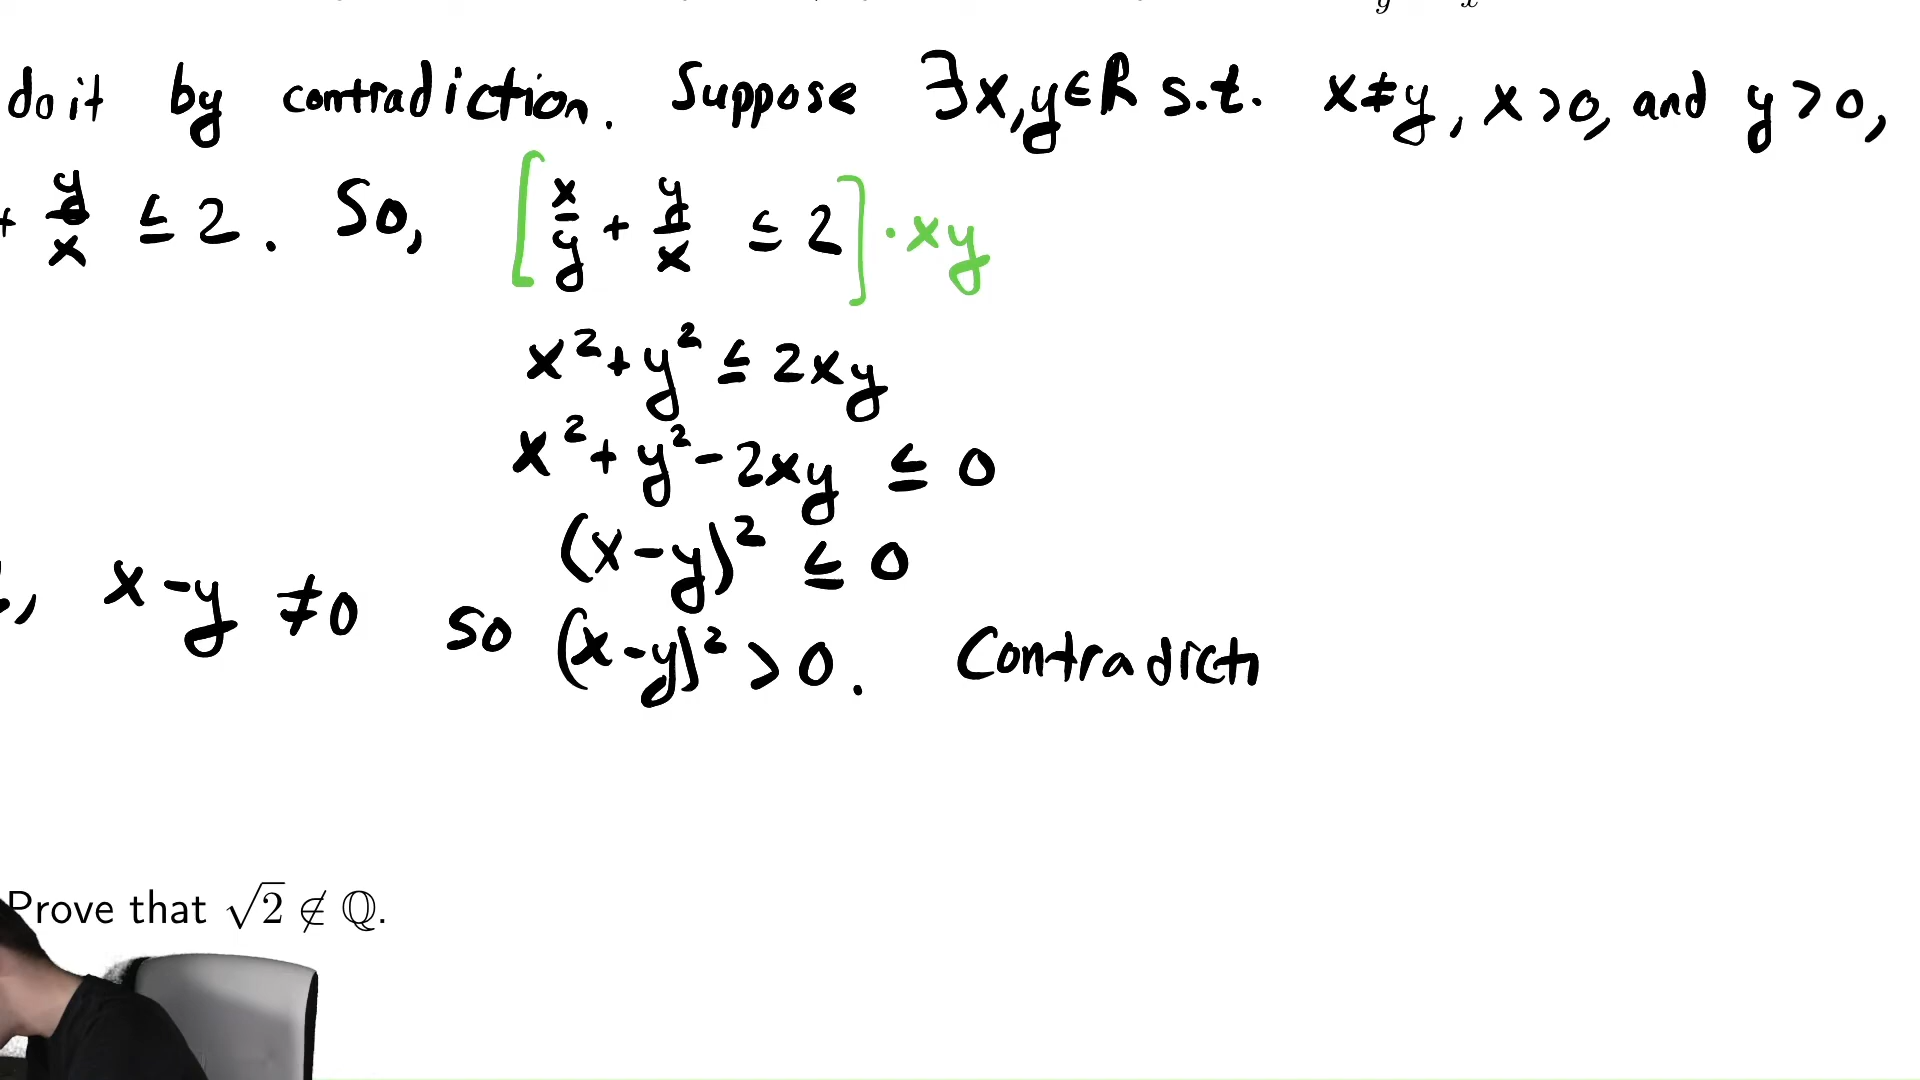 do it by contradiction. Suppose ∃x,y∈R s.t. x≠y, x>0, and y>0,
+ y/x ≤ 2. So, [x/y + y/x ≤ 2]·xy
x²+y² ≤ 2xy
x²+y²-2xy ≤ 0
(x-y)² ≤ 0
, x-y ≠0 so (x-y)²>0. Contradicti
Prove that √2 ∉ ℚ.